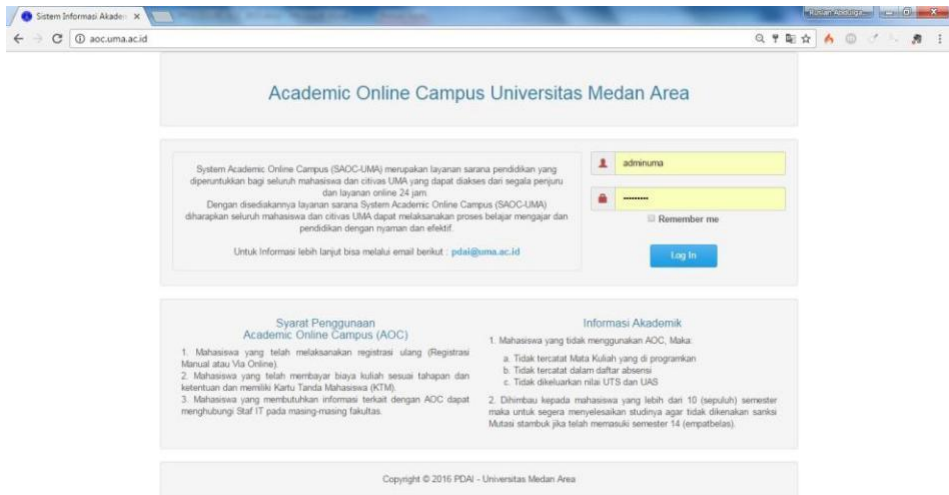 Sistem Informasi Akadem
aoc.uma.ac.id
Academic Online Campus Universitas Medan Area
System Academic Online Campus (SAOC-UMA) merupakan layanan sarana pendidikan yang
diperuntukkan bagi seluruh mahasiswa dan citivas UMA yang dapat diakses dari segala penjuru
dan layanan online 24 jam.
Dengan disediakannya layanan sarana System Academic Online Campus (SAOC-UMA)
diharapkan seluruh mahasiswa dan citivas UMA dapat melaksanakan proses belajar mengajar dan
pendidikan dengan nyaman dan efektif.
Untuk Informasi lebih lanjut bisa melalui email berikut : pdai@uma.ac.id
adminuma
Remember me
Log In
Syarat Penggunaan
Academic Online Campus (AOC)
1. Mahasiswa yang telah melaksanakan registrasi ulang (Registrasi
Manual atau Via Online).
2. Mahasiswa yang telah membayar biaya kuliah sesuai tahapan dan
ketentuan dan memiliki Kartu Tanda Mahasiswa (KTM).
3. Mahasiswa yang membutuhkan informasi terkait dengan AOC dapat
menghubungi Staf IT pada masing-masing fakultas.
Informasi Akademik
1. Mahasiswa yang tidak menggunakan AOC, Maka:
a. Tidak tercatat Mata Kuliah yang di programkan
b. Tidak tercatat dalam daftar absensi
c. Tidak dikeluarkan nilai UTS dan UAS
2. Dihimbau kepada mahasiswa yang lebih dari 10 (sepuluh) semester
maka untuk segera menyelesaikan studinya agar tidak dikenakan sanksi
Mutasi stambuk jika telah memasuki semester 14 (empatbelas).
Copyright © 2016 PDAI - Universitas Medan Area